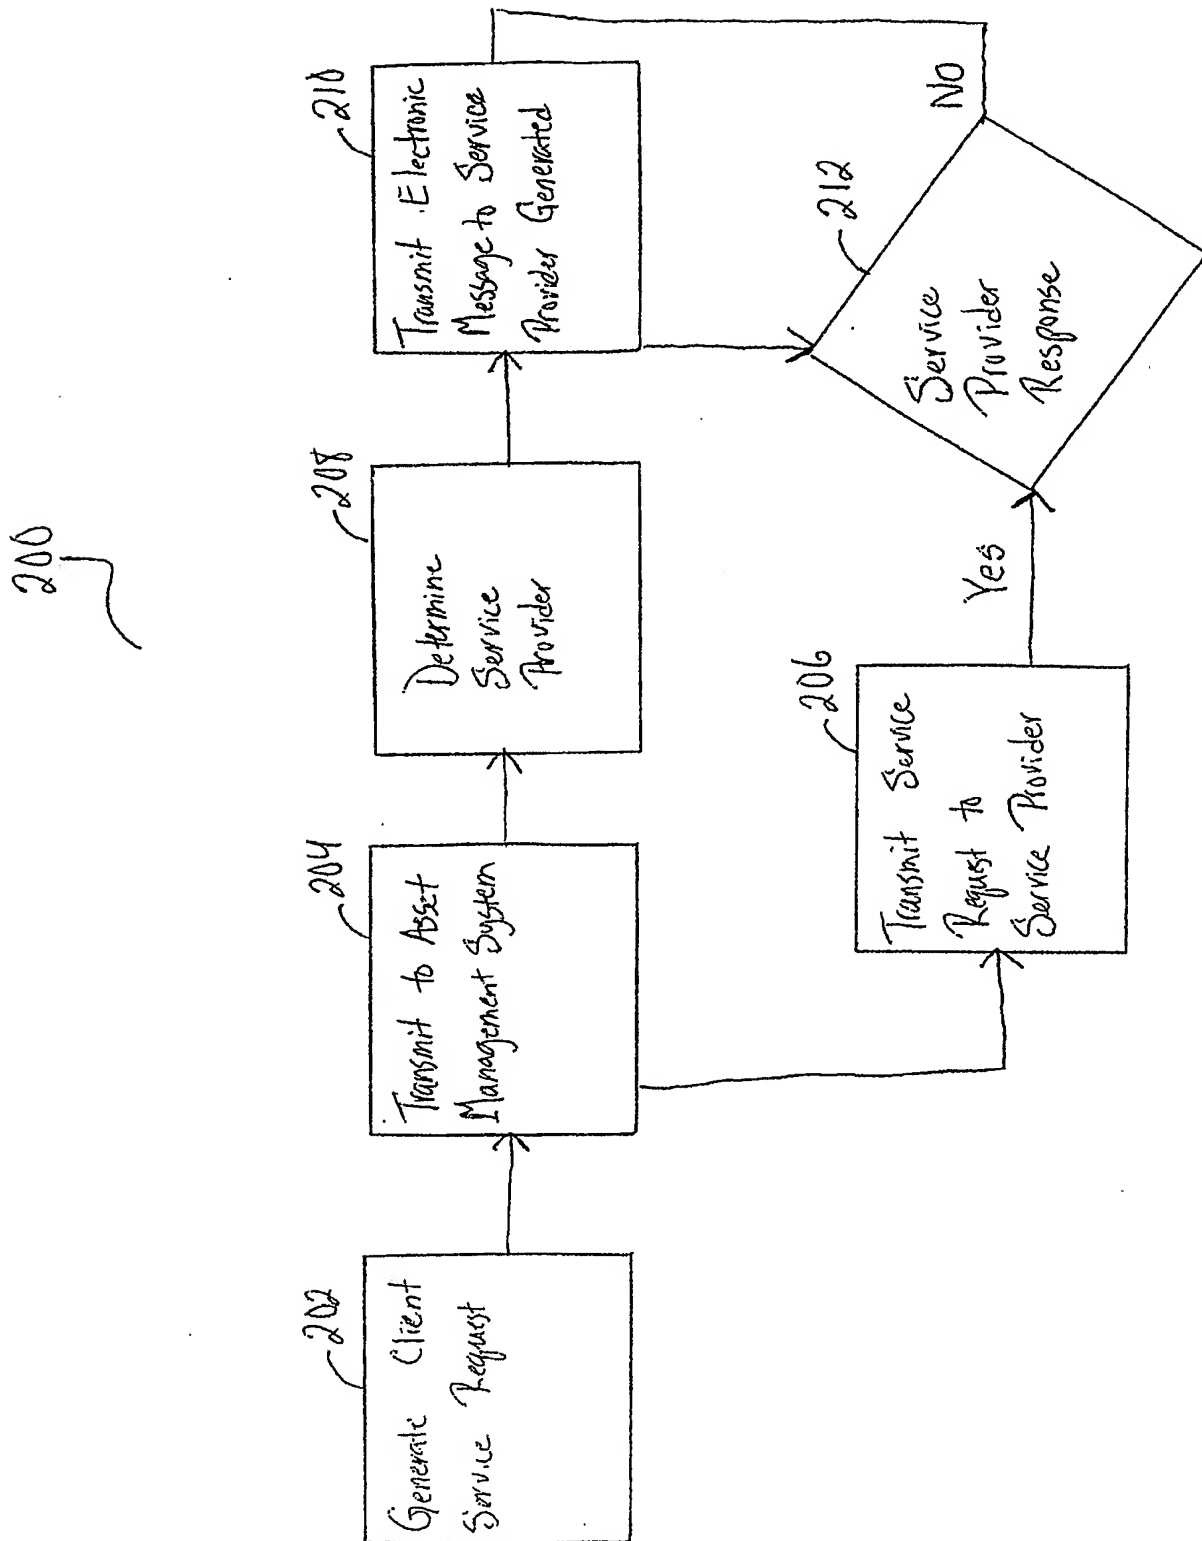 200
202
Generate Client
Service Request
204
Transmit to Asset
Management System
208
Determine
Service
Provider
210
Transmit Electronic
Message to Service
Provider Generated
206
Transmit Service
Request to
Service Provider
Yes
212
Service
Provider
Response
No